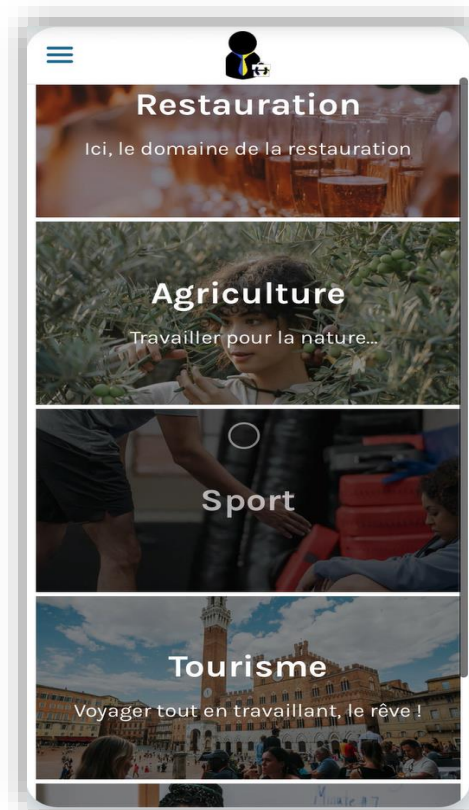 Restauration
Ici, le domaine de la restauration
Agriculture
Travailler pour la nature...
Sport
Tourisme
Voyager tout en travaillant, le rêve !